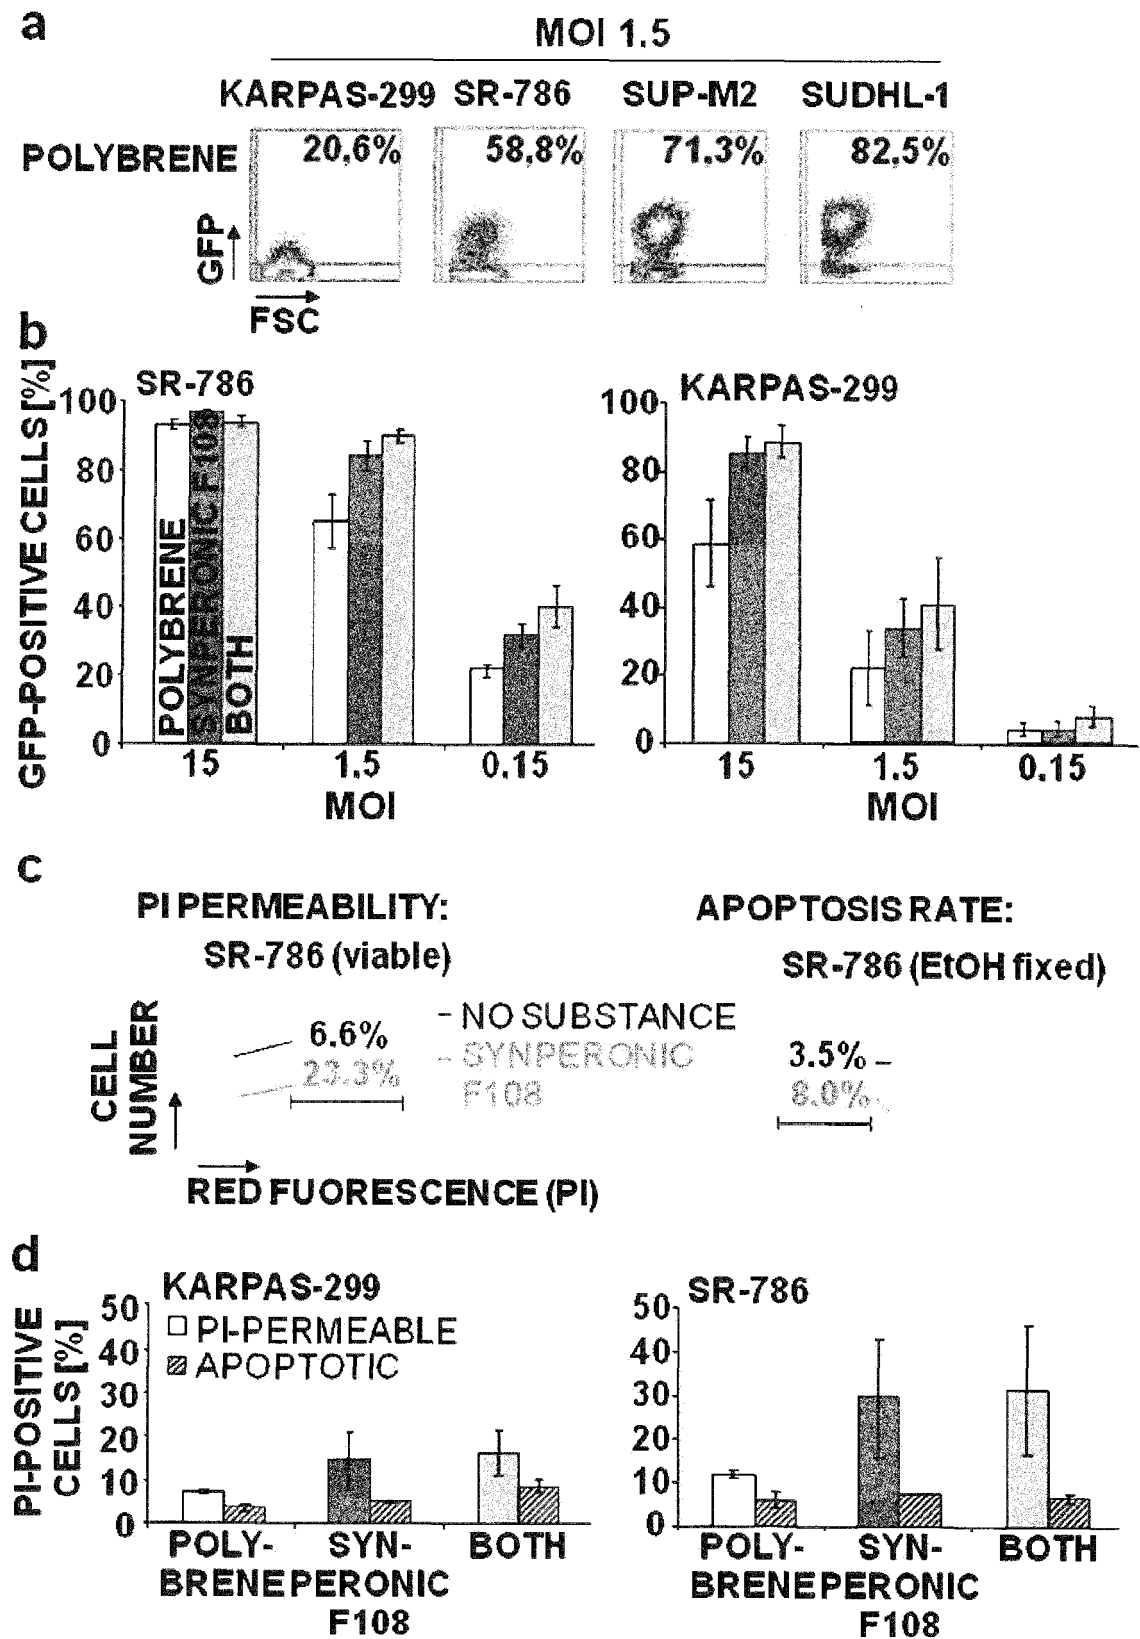 a
MOI 1.5
KARPAS-299 SR-786 SUP-M2 SUDHL-1
POLYBRENE 20,6% 58,8% 71,3% 82,5%
GFP
FSC
b
GFP-POSITIVE CELLS [%]
SR-786
100
80
60
40
20
0
POLYBRENE
SYNPERONIC F108
BOTH
15 1.5 0.15
MOI
KARPAS-299
100
80
60
40
20
0
15 1.5 0.15
MOI
c
PI PERMEABILITY:
SR-786 (viable)
CELL
NUMBER
6.6%
23.3%
- NO SUBSTANCE
- SYNPERONIC
F108
RED FUORESCENCE (PI)
APOPTOSIS RATE:
SR-786 (EtOH fixed)
3.5%
8.0%
d
PI-POSITIVE
CELLS [%]
KARPAS-299
50
40
30
20
10
0
PI-PERMEABLE
APOPTOTIC
POLY- SYN- BOTH
BRENE PERONIC
F108
SR-786
50
40
30
20
10
0
POLY- SYN- BOTH
BRENE PERONIC
F108